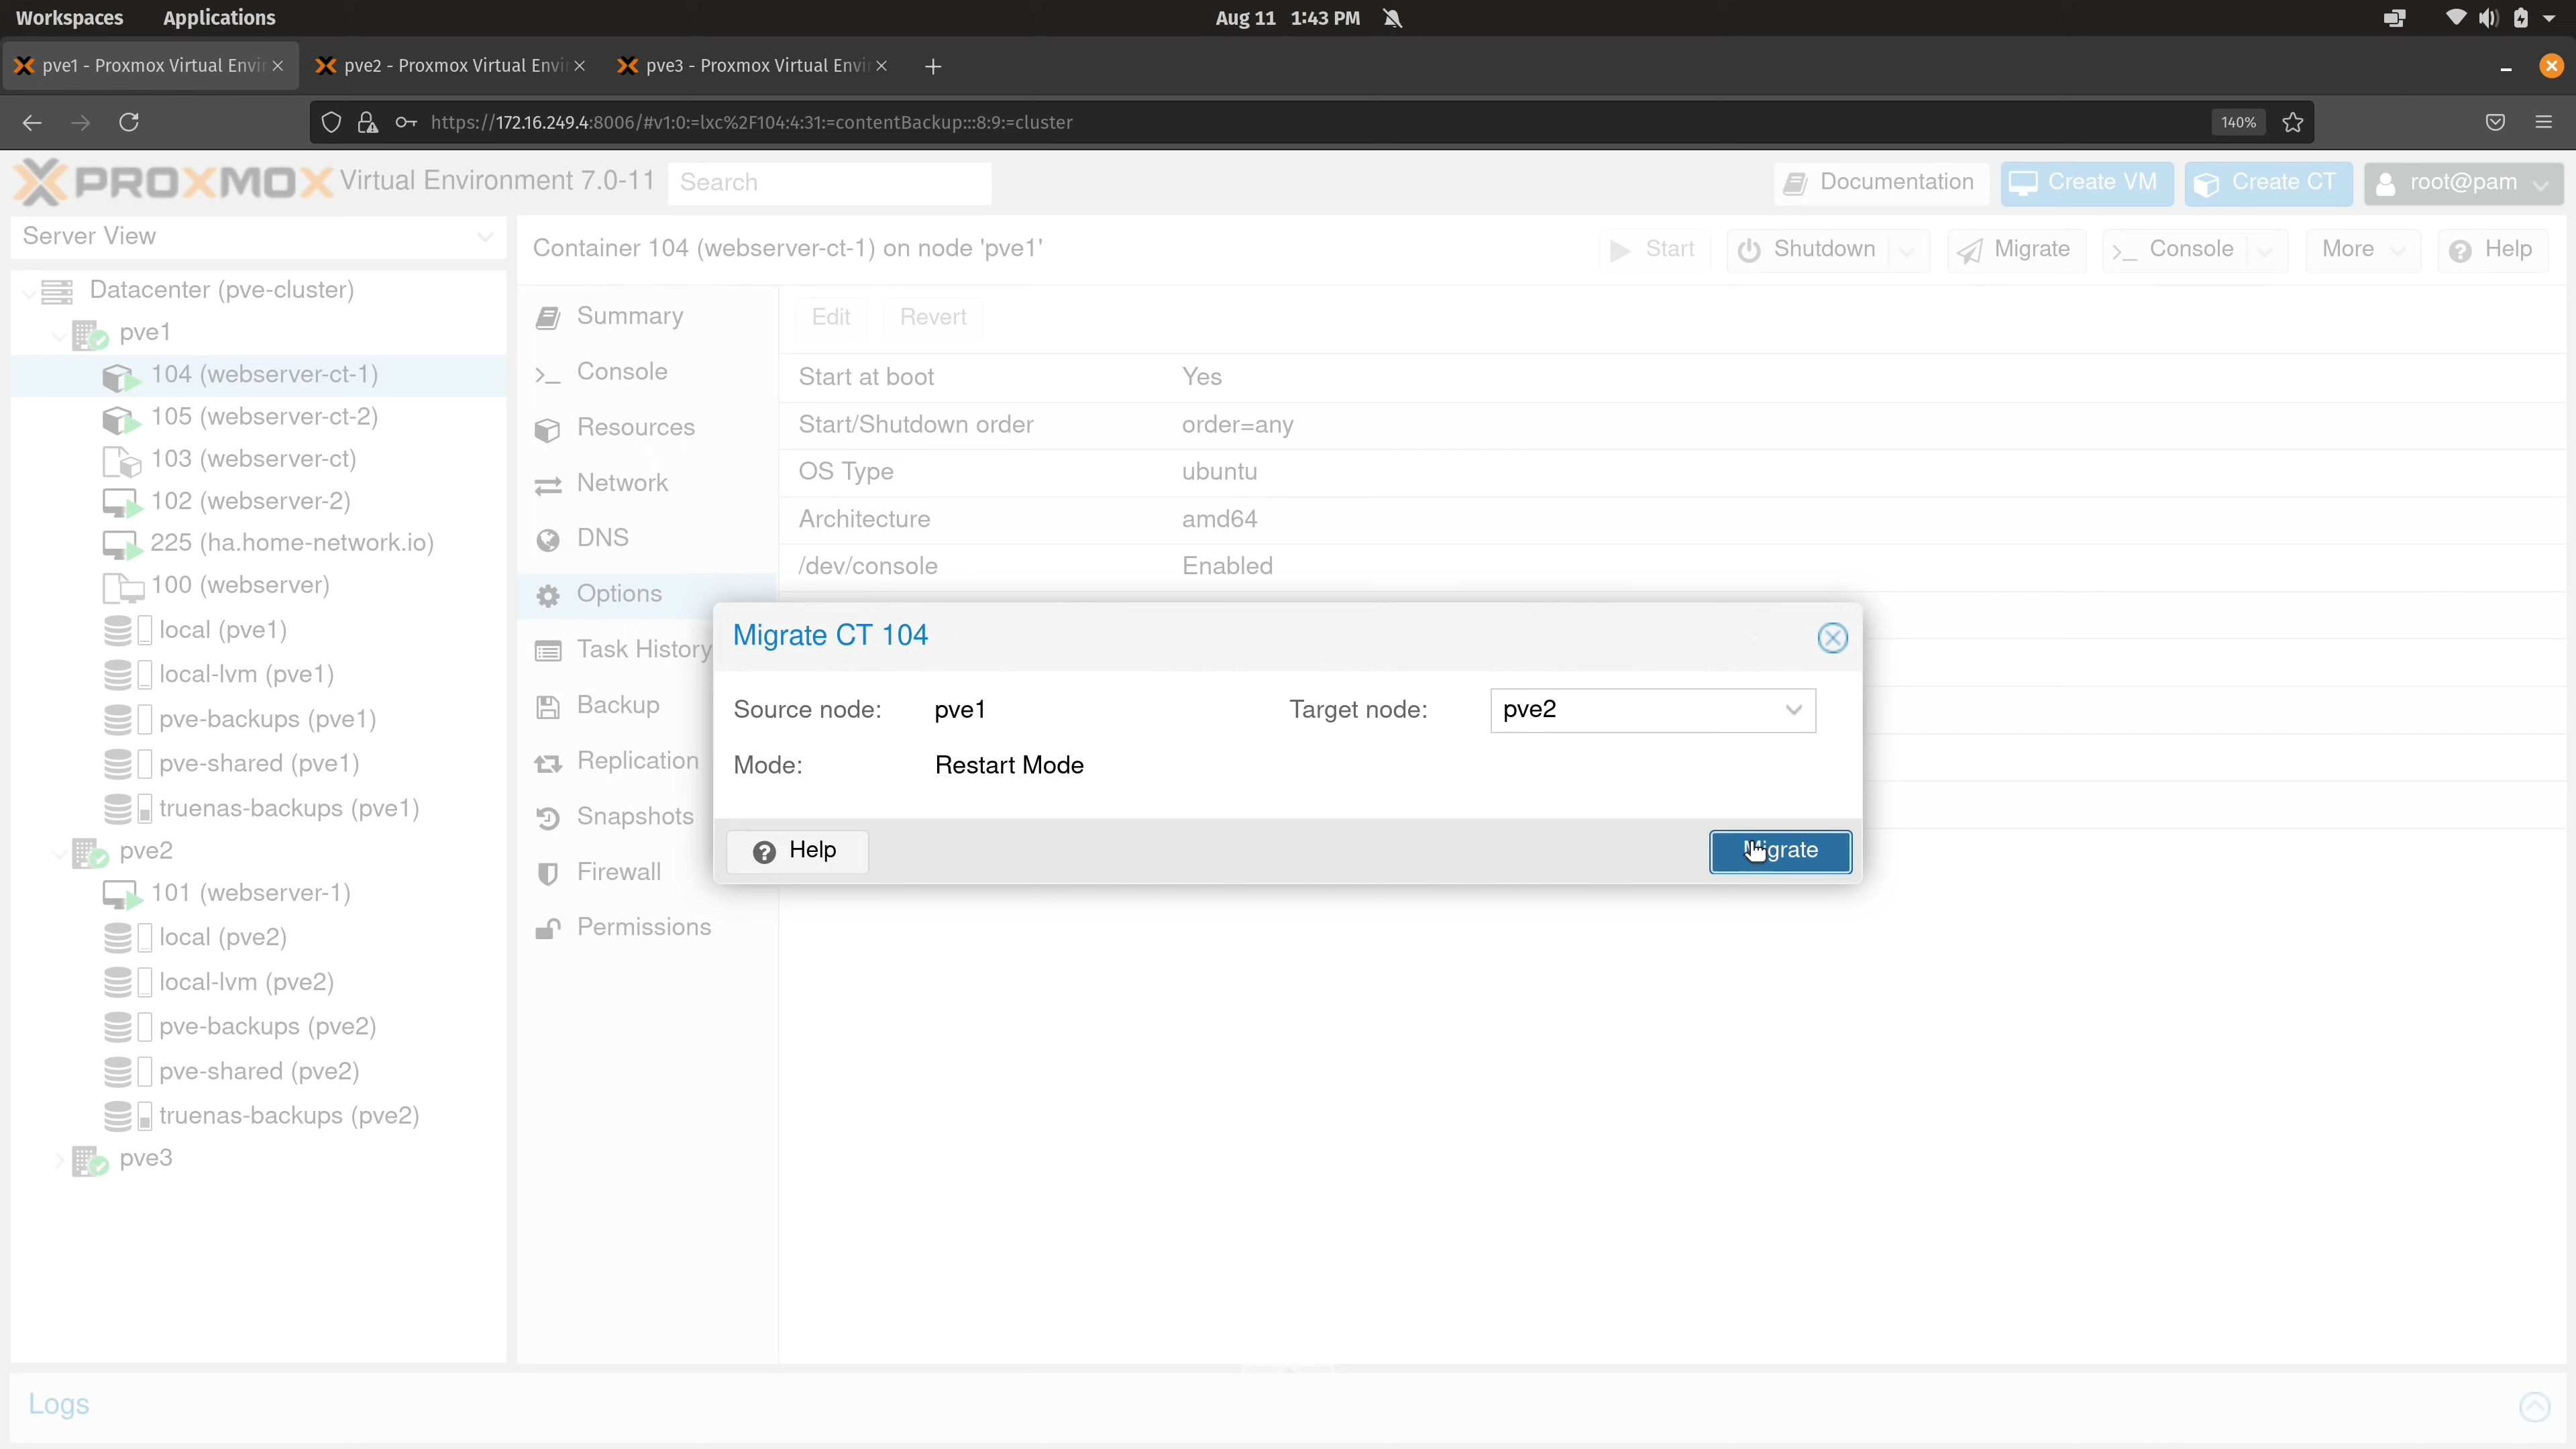 Workspaces Applications Aug 11 1:43 PM
pve1 - Proxmox Virtual Envir pve2 - Proxmox Virtual Envir pve3 - Proxmox Virtual Envir
https://172.16.249.4:8006/#v1:0:=lxc%2F104:4:31:=contentBackup:::8:9:=cluster 140%
PROXMOX Virtual Environment 7.0-11 Search Documentation Create VM Create CT root@pam
Server View
Container 104 (webserver-ct-1) on node 'pve1' Start Shutdown Migrate Console More Help
Datacenter (pve-cluster)
pve1
104 (webserver-ct-1)
105 (webserver-ct-2)
103 (webserver-ct)
102 (webserver-2)
225 (ha.home-network.io)
100 (webserver)
local (pve1)
local-lvm (pve1)
pve-backups (pve1)
pve-shared (pve1)
truenas-backups (pve1)
pve2
101 (webserver-1)
local (pve2)
local-lvm (pve2)
pve-backups (pve2)
pve-shared (pve2)
truenas-backups (pve2)
pve3
Summary
Console
Resources
Network
DNS
Options
Task History
Backup
Replication
Snapshots
Firewall
Permissions
Edit Revert
Start at boot Yes
Start/Shutdown order order=any
OS Type ubuntu
Architecture amd64
/dev/console Enabled
Migrate CT 104
Source node: pve1 Target node: pve2
Mode: Restart Mode
Help Migrate
Logs